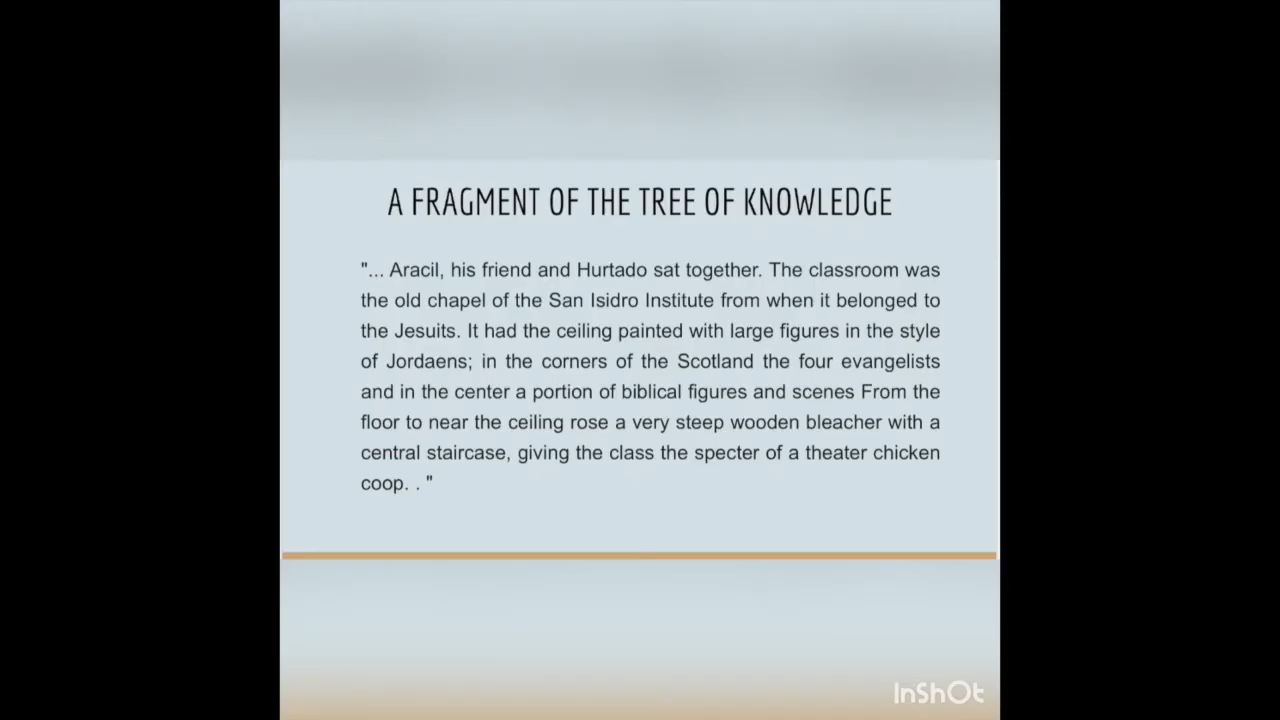 A FRAGMENT OF THE TREE OF KNOWLEDGE
"... Aracil, his friend and Hurtado sat together. The classroom was
the old chapel of the San Isidro Institute from when it belonged to
the Jesuits. It had the ceiling painted with large figures in the style
of Jordaens; in the corners of the Scotland the four evangelists
and in the center a portion of biblical figures and scenes From the
floor to near the ceiling rose a very steep wooden bleacher with a
central staircase, giving the class the specter of a theater chicken
coop. . "
InShOt